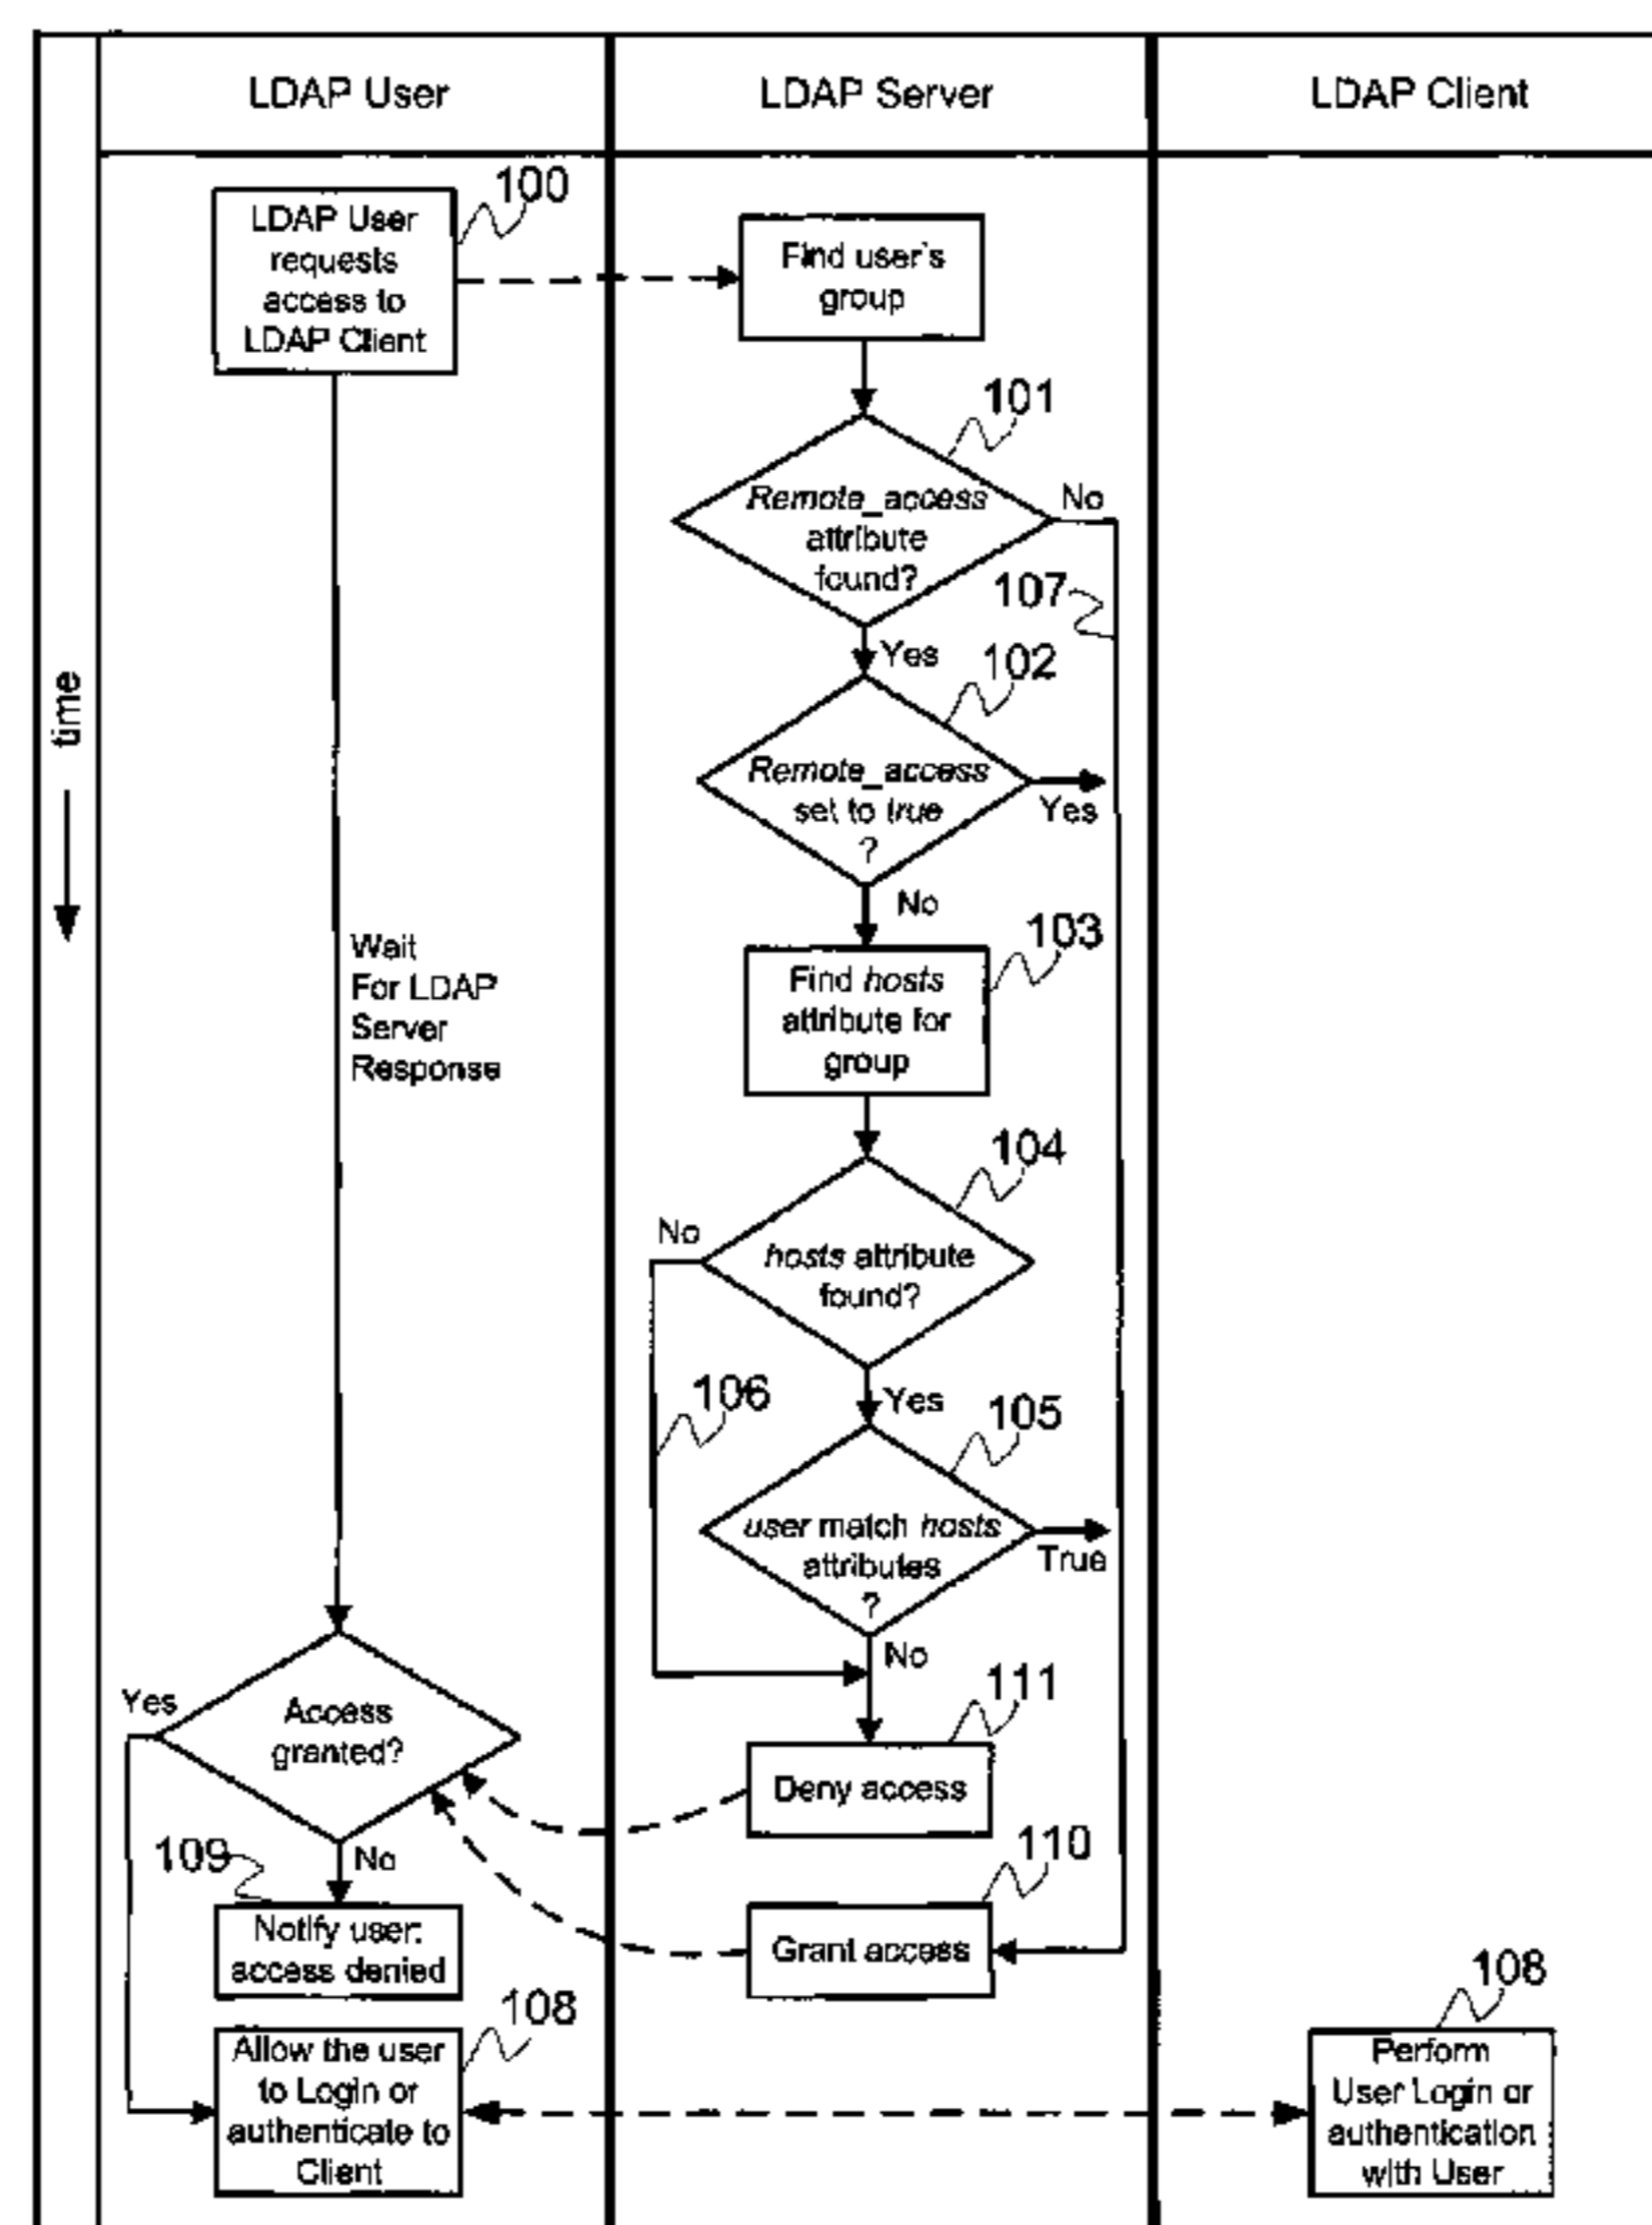 LDAP User
LDAP Server
LDAP Client
time
100
LDAP User
requests
access to
LDAP Client
Find user's
group
101
Remote_access
attribute
found?
No
107
Yes
102
Remote_access
set to true
?
Yes
No
103
Find hosts
attribute for
group
Wait
For LDAP
Server
Response
104
No
hosts attribute
found?
106
Yes
105
user match hosts
attributes
?
True
No
111
Yes
Access
granted?
Deny access
109
No
110
Notify user:
access denied
Grant access
108
Allow the user
to Login or
authenticate to
Client
108
Perform
User Login or
authentication
with User